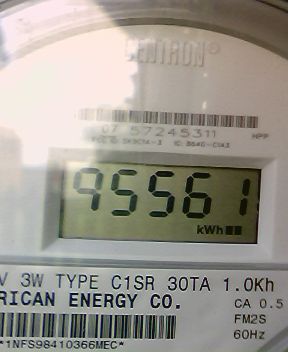 CENTRON®
07 57245311 HPP
95561
kWh
V 3W TYPE C1SR 30TA 1.0Kh
RICAN ENERGY CO. CA 0.5
FM2S
*1NFS98410366MEC* 60Hz